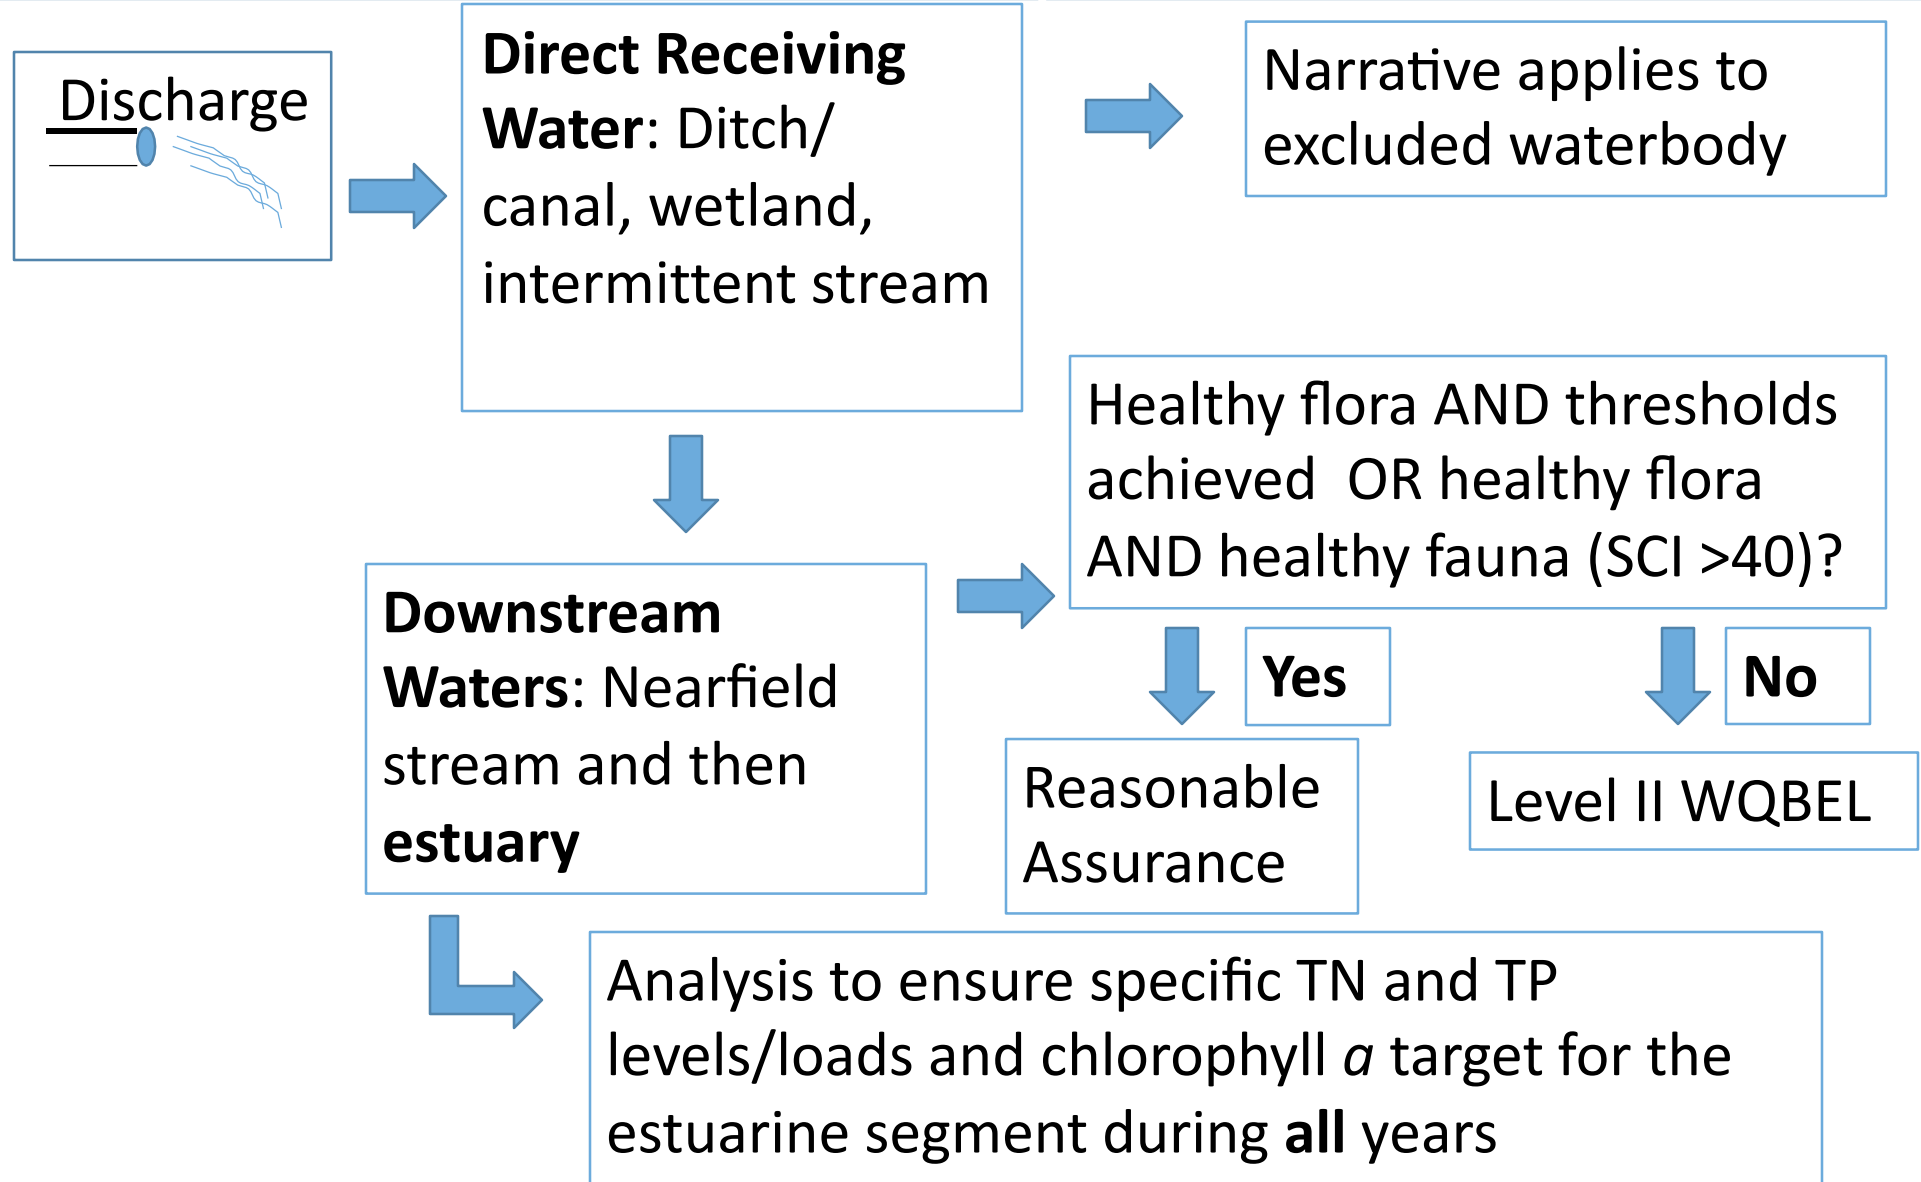 Discharge
Direct Receiving
Water: Ditch/
canal, wetland,
intermittent stream
Narrative applies to
excluded waterbody
Healthy flora AND thresholds
achieved  OR healthy flora
AND healthy fauna (SCI >40)?
Downstream
Waters: Nearfield
stream and then
estuary
Yes
No
Reasonable
Assurance
Level II WQBEL
Analysis to ensure specific TN and TP
levels/loads and chlorophyll a target for the
estuarine segment during all years